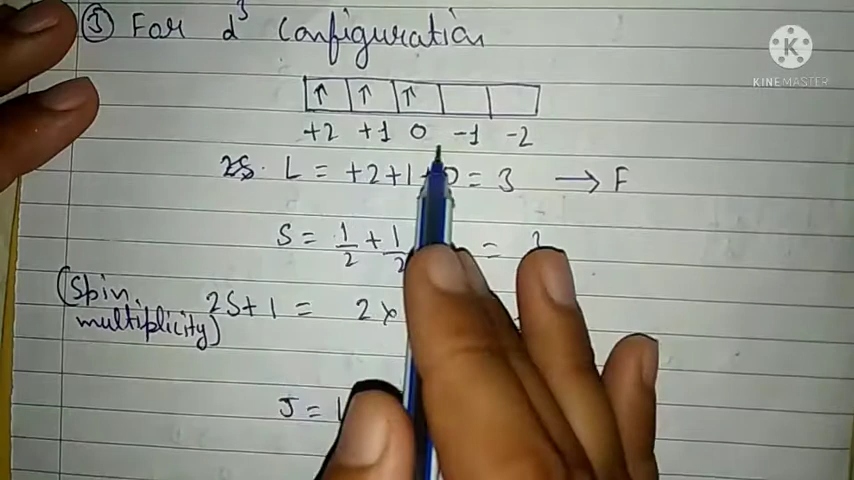 ③ For d³ Configuration
↑ ↑ ↑
+2 +1 0 -1 -2
L = +2+1+0 = 3 → F
S = 1/2 + 1/2 =
(Spin multiplicity) 2S+1 = 2×
J =
K
KINEMASTER